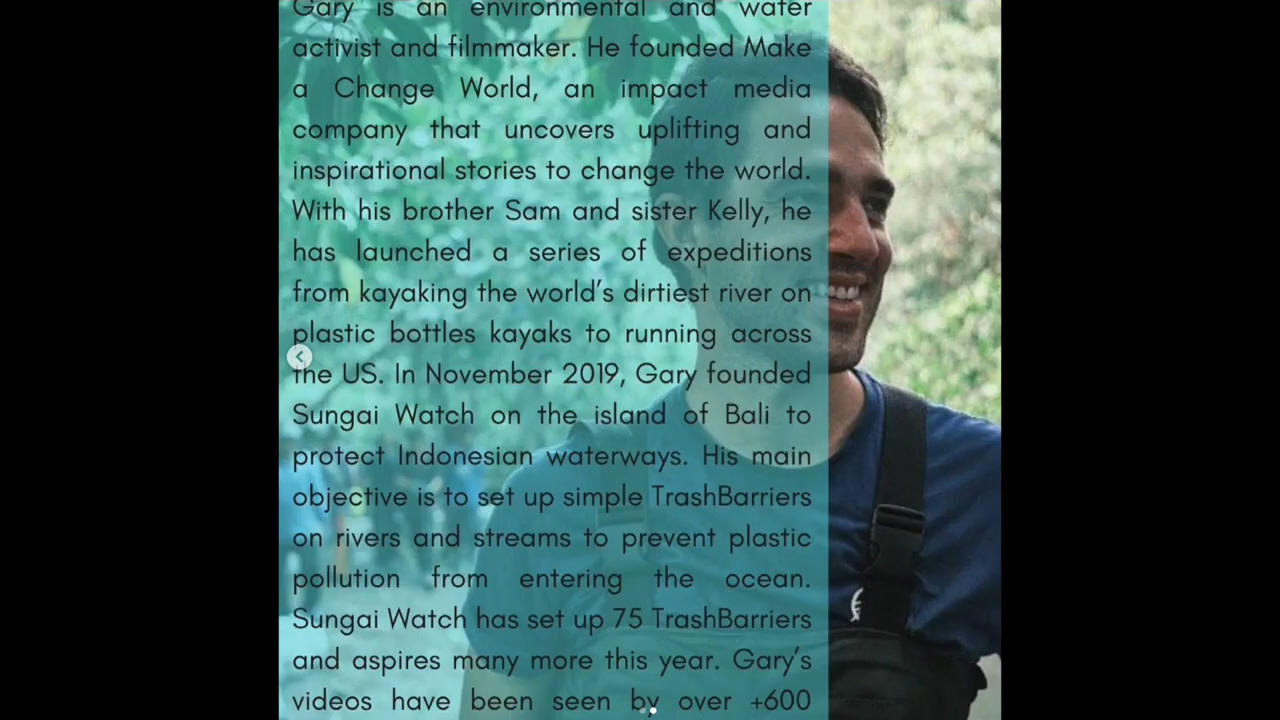 Gary is an environmental and water
activist and filmmaker. He founded Make
a Change World, an impact media
company that uncovers uplifting and
inspirational stories to change the world.
With his brother Sam and sister Kelly, he
has launched a series of expeditions
from kayaking the world's dirtiest river on
plastic bottles kayaks to running across
the US. In November 2019, Gary founded
Sungai Watch on the island of Bali to
protect Indonesian waterways. His main
objective is to set up simple TrashBarriers
on rivers and streams to prevent plastic
pollution from entering the ocean.
Sungai Watch has set up 75 TrashBarriers
and aspires many more this year. Gary's
videos have been seen by over +600